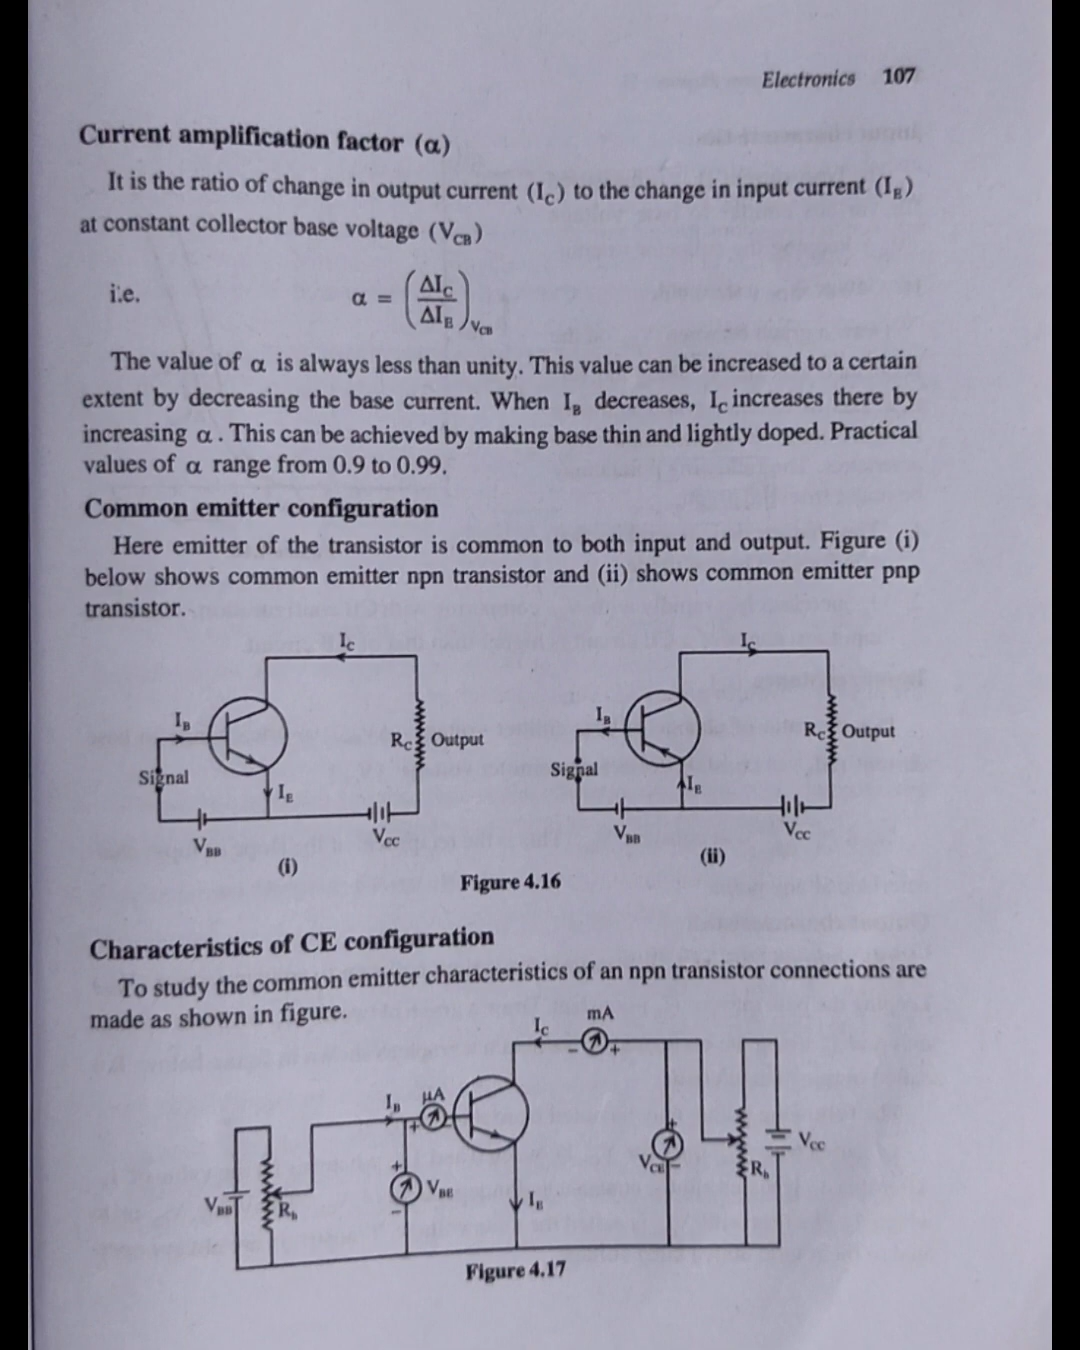 Electronics 107
Current amplification factor (α)
It is the ratio of change in output current (I_C) to the change in input current (I_E)
at constant collector base voltage (V_CB)
i.e. α = (ΔI_C / ΔI_E)_V_CB
The value of α is always less than unity. This value can be increased to a certain
extent by decreasing the base current. When I_B decreases, I_C increases there by
increasing α . This can be achieved by making base thin and lightly doped. Practical
values of α range from 0.9 to 0.99.
Common emitter configuration
Here emitter of the transistor is common to both input and output. Figure (i)
below shows common emitter npn transistor and (ii) shows common emitter pnp
transistor.
I_C
I_B
R_C Output
Signal
I_E
V_BB
V_CC
(i)
I_C
I_B
R_C Output
Signal
I_E
V_BB
V_CC
(ii)
Figure 4.16
Characteristics of CE configuration
To study the common emitter characteristics of an npn transistor connections are
made as shown in figure.
I_C
mA
- +
I_B
μA
+ -
V_BB
R_h
+
V_BE
-
I_E
+
V_CE
-
R_h
V_CC
Figure 4.17